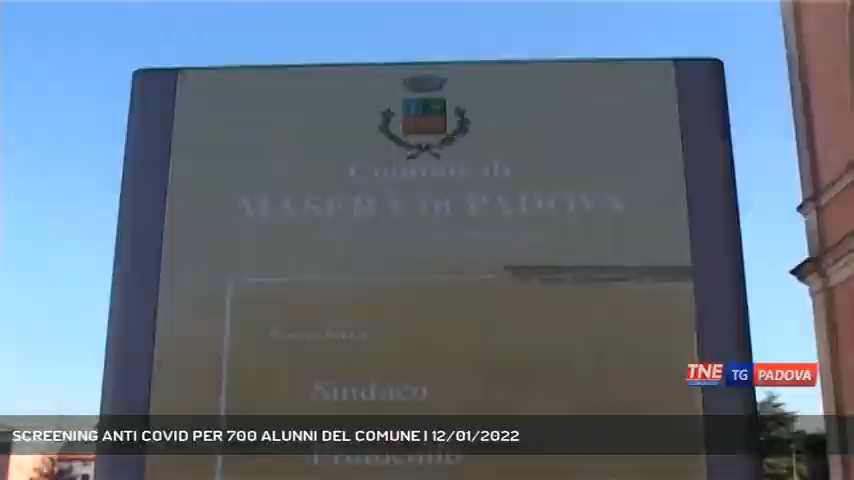 Comune di
MASERÀ DI PADOVA
Sindaco
Protocollo
TNE TG PADOVA
SCREENING ANTI COVID PER 700 ALUNNI DEL COMUNE | 12/01/2022